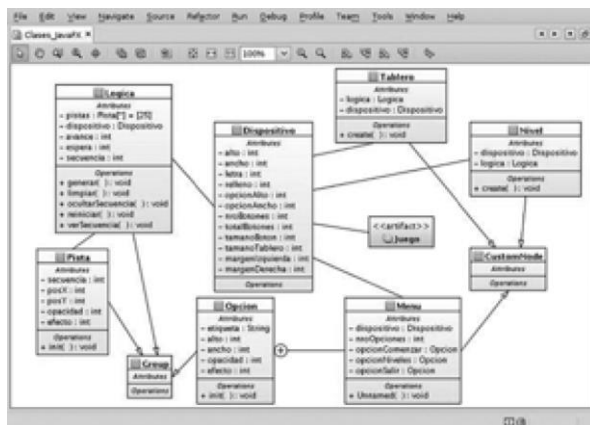 File Edit View Navigate Source Refactor Run Debug Profile Team Tools Window Help
Clases_JavaFX
100%
Logica
Attributes
- pistas : Pista[*] = [25]
- dispositivo : Dispositivo
- avance : int
- espera : int
- secuencia : int
Operations
+ generar( ) : void
+ limpiar( ) : void
+ ocultarSecuencia( ) : void
+ reiniciar( ) : void
+ verSecuencia( ) : void
Dispositivo
Attributes
- alto : int
- ancho : int
- letra : int
- relleno : int
- opcionAlto : int
- opcionAncho : int
- nroBotones : int
- totalBotones : int
- tamanoBoton : int
- tamanoTablero : int
- margenIzquierda : int
- margenDerecha : int
Operations
Tablero
Attributes
- logica : Logica
- dispositivo : Dispositivo
Operations
+ create( ) : void
Nivel
Attributes
- dispositivo : Dispositivo
- logica : Logica
Operations
+ create( ) : void
<<artifact>>
Juego
CustomNode
Attributes
Operations
Pista
Attributes
- secuencia : int
- posX : int
- posY : int
- opacidad : int
- efecto : int
Operations
+ init( ) : void
Group
Attributes
Operations
Opcion
Attributes
- etiqueta : String
- alto : int
- ancho : int
- opacidad : int
- efecto : int
Operations
+ init( ) : void
Menu
Attributes
- dispositivo : Dispositivo
- nroOpciones : int
- opcionComenzar : Opcion
- opcionNiveles : Opcion
- opcionSalir : Opcion
Operations
+ Unnamed( ) : void